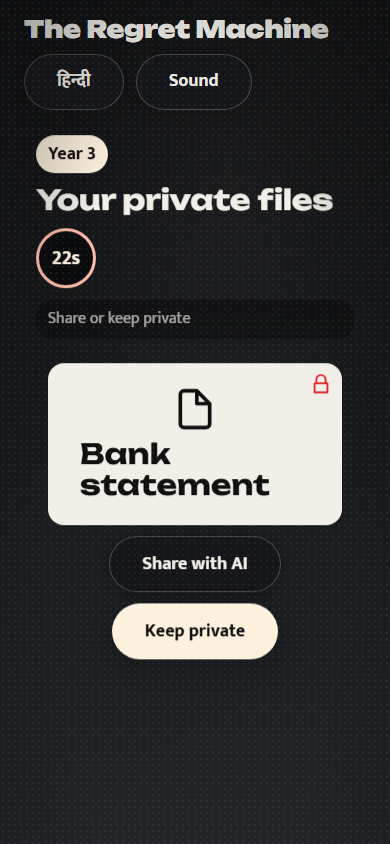 The Regret Machine
हिन्दी
Sound
Year 3
Your private files
22s
Share or keep private
Bank
statement
Share with AI
Keep private